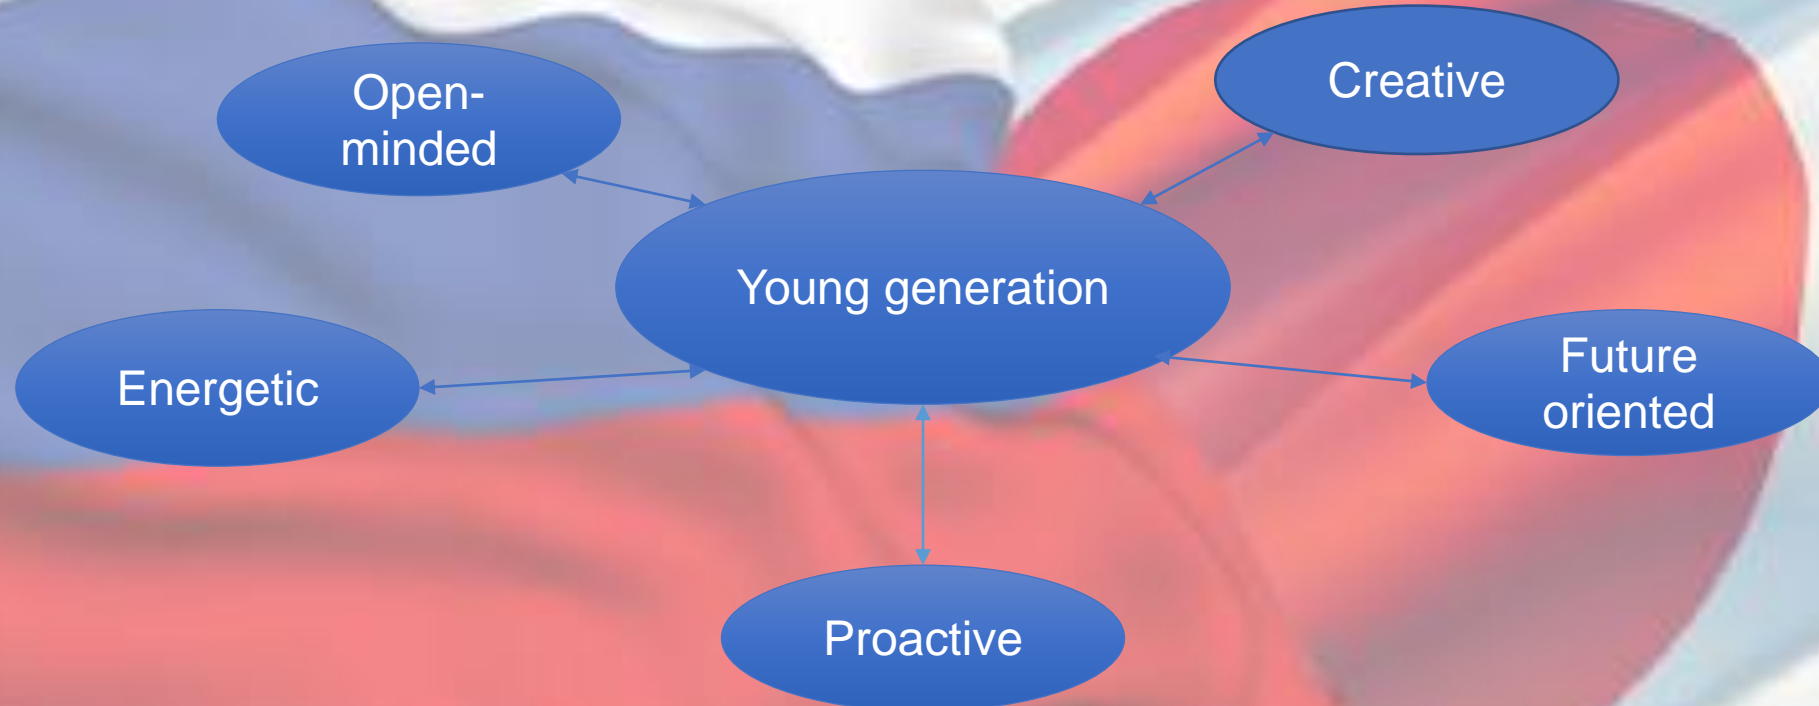 Open-
minded
Creative
Young generation
Energetic
Future
oriented
Proactive